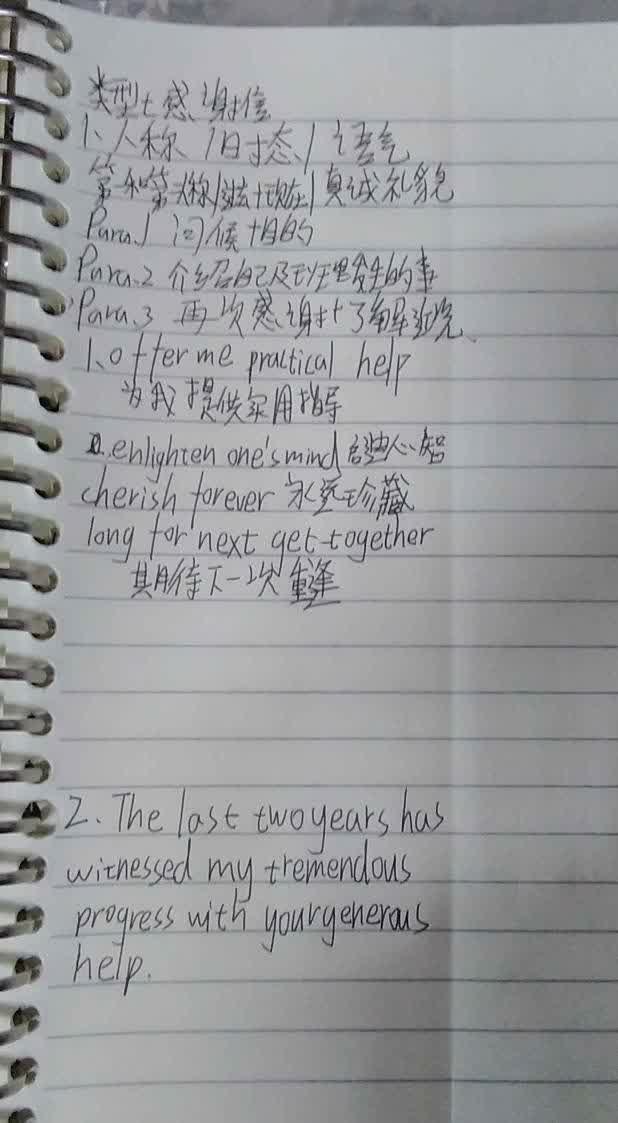 类型:感谢信
1、人称/时态/语气
第一和第二人称/过去+现在/真诚礼貌
Para.1 问候+目的
Para.2 介绍自己及班里发生的事
Para.3 再次感谢+了解近况、
1、offer me practical help
为我提供实用指导
2.enlighten one's mind 启迪心智
cherish forever 永远珍藏
long for next get-together
期待下一次重逢
2. The last two years has
witnessed my tremendous
progress with your generous
help.